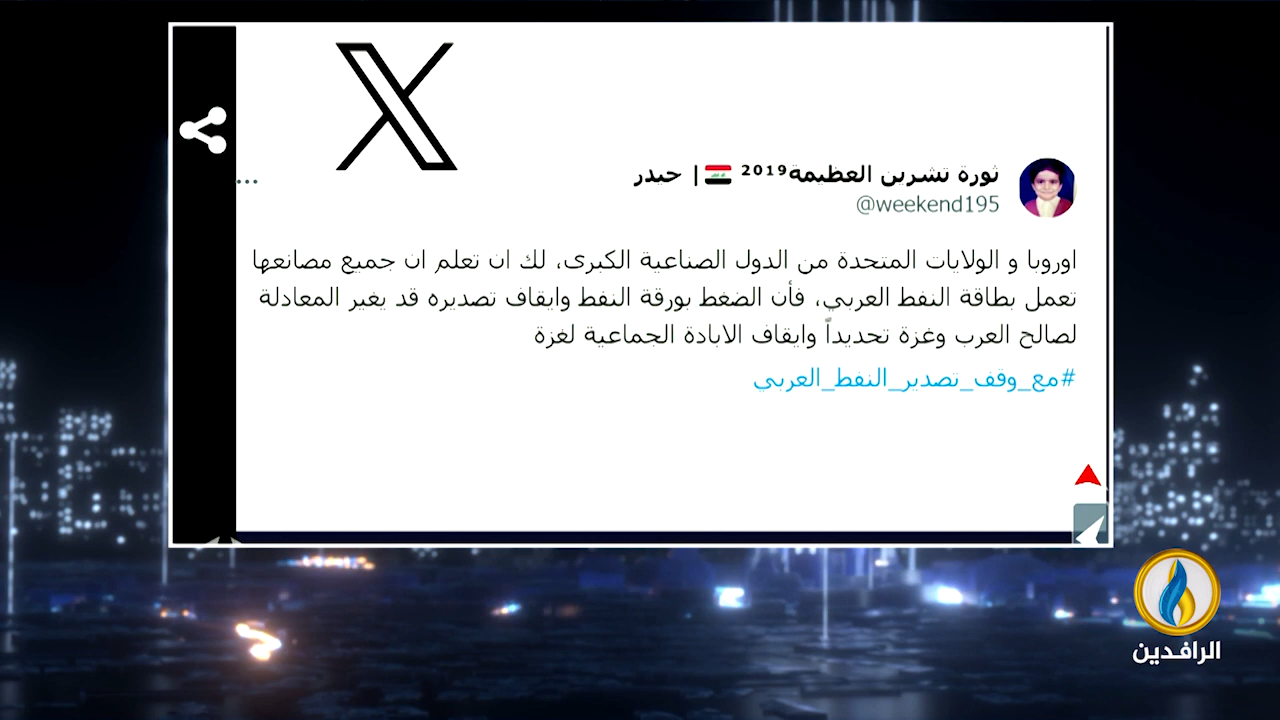 ثورة تشرين العظيمة²⁰¹⁹ 🇮🇶 | حيدر
@weekend195
...
اوروبا و الولايات المتحدة من الدول الصناعية الكبرى، لك ان تعلم ان جميع مصانعها
تعمل بطاقة النفط العربي، فأن الضغط بورقة النفط وايقاف تصديره قد يغير المعادلة
لصالح العرب وغزة تحديداً وايقاف الابادة الجماعية لغزة
#مع_وقف_تصدير_النفط_العربي
الرافدين